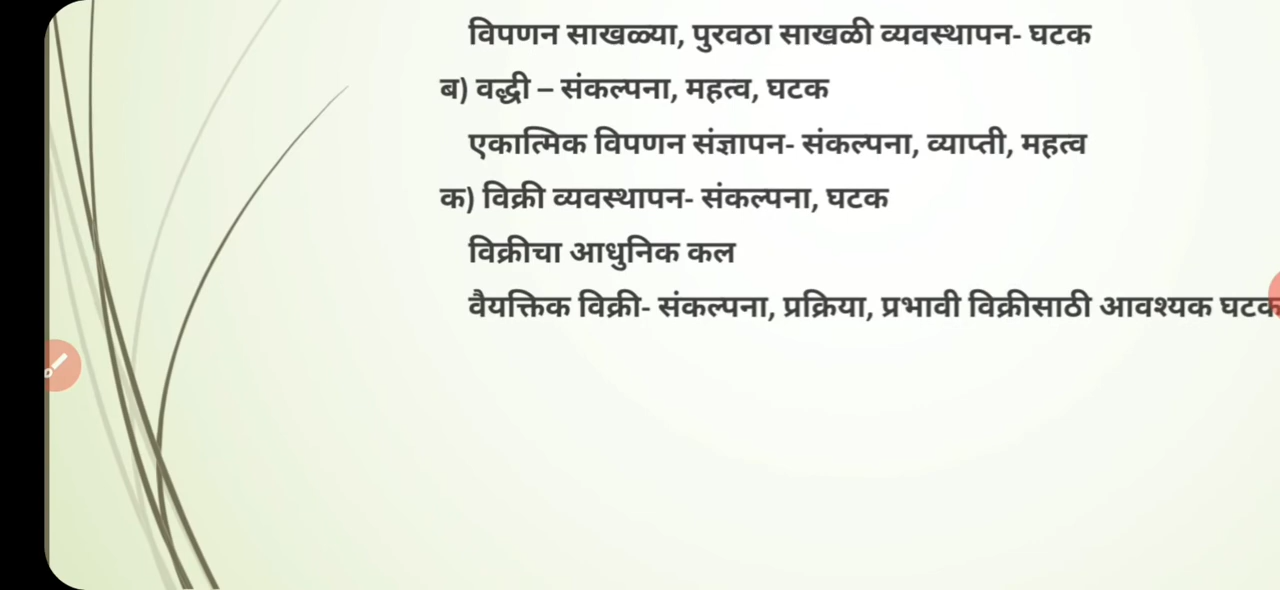 विपणन साखळ्या, पुरवठा साखळी व्यवस्थापन- घटक
ब) वद्धी – संकल्पना, महत्व, घटक
एकात्मिक विपणन संज्ञापन- संकल्पना, व्याप्ती, महत्व
क) विक्री व्यवस्थापन- संकल्पना, घटक
विक्रीचा आधुनिक कल
वैयक्तिक विक्री- संकल्पना, प्रक्रिया, प्रभावी विक्रीसाठी आवश्यक घटक